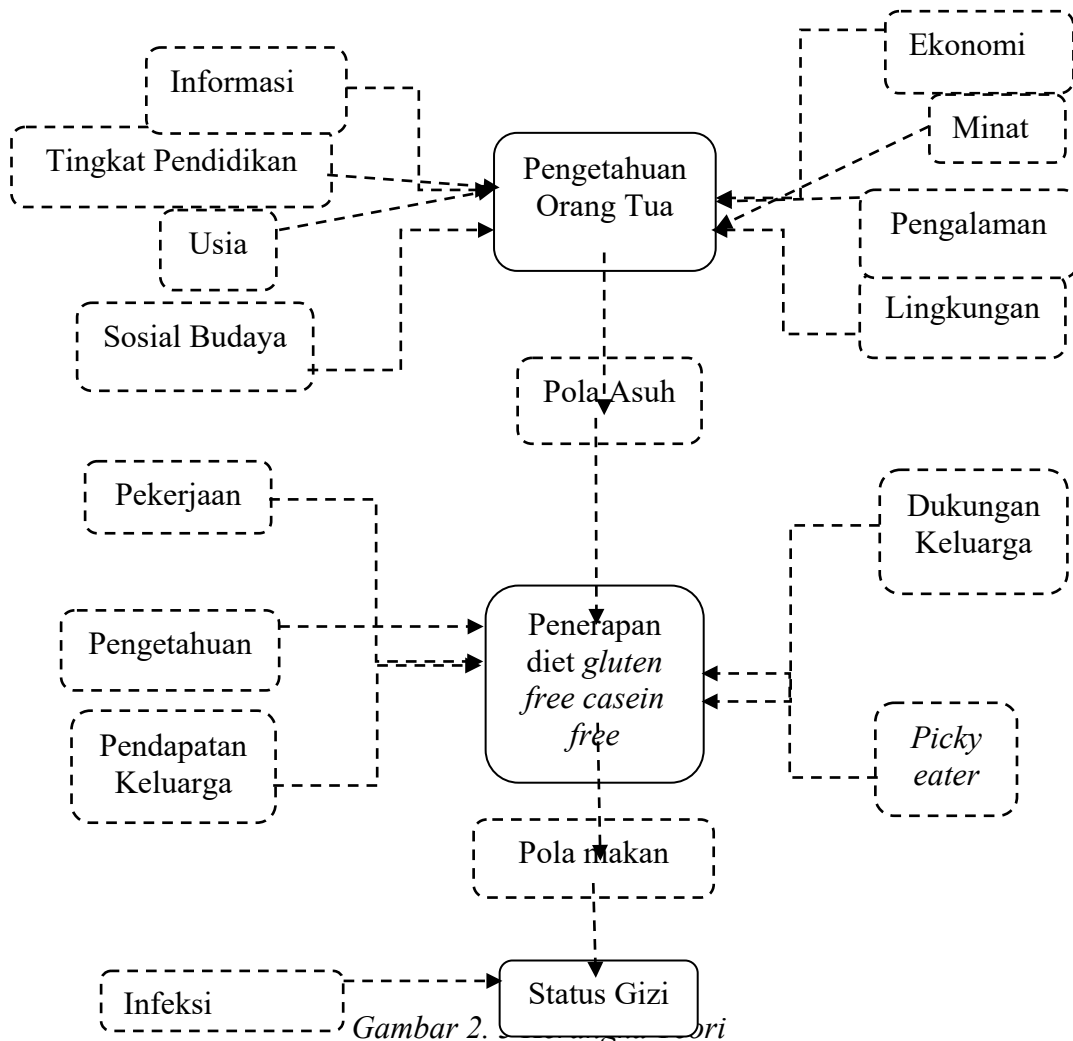 Informasi
Ekonomi
Minat
Tingkat Pendidikan
Pengetahuan
Orang Tua
Pengalaman
Usia
Lingkungan
Sosial Budaya
Pola Asuh
Pekerjaan
Dukungan
Keluarga
Pengetahuan
Penerapan
diet gluten
free casein
free
Pendapatan
Keluarga
Picky
eater
Pola makan
Infeksi
Status Gizi
Gambar 2.